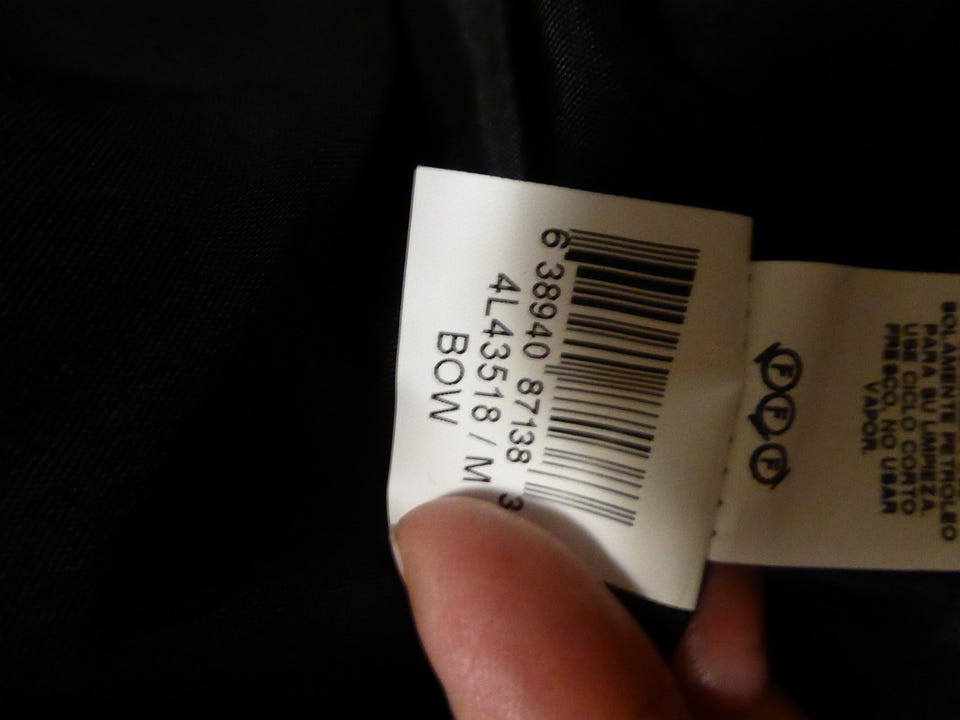 6 38940 87138 3
4L43518 / M
BOW
SOLAMENTE PETROLEO
PARA SU LIMPIEZA.
USE CICLO CORTO
FRESCO. NO USAR
VAPOR.
F F F